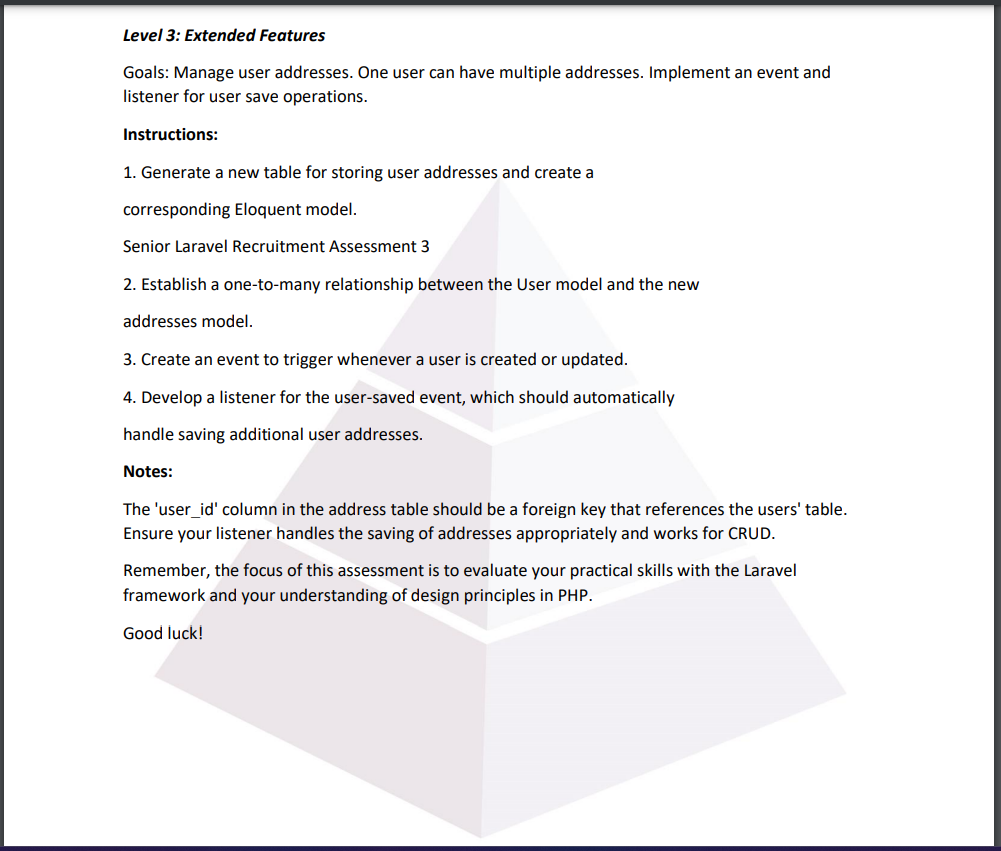 Level 3: Extended Features
Goals: Manage user addresses. One user can have multiple addresses. Implement an event and
listener for user save operations.
Instructions:
1. Generate a new table for storing user addresses and create a
corresponding Eloquent model.
Senior Laravel Recruitment Assessment 3
2. Establish a one-to-many relationship between the User model and the new
addresses model.
3. Create an event to trigger whenever a user is created or updated.
4. Develop a listener for the user-saved event, which should automatically
handle saving additional user addresses.
Notes:
The 'user_id' column in the address table should be a foreign key that references the users' table.
Ensure your listener handles the saving of addresses appropriately and works for CRUD.
Remember, the focus of this assessment is to evaluate your practical skills with the Laravel
framework and your understanding of design principles in PHP.
Good luck!